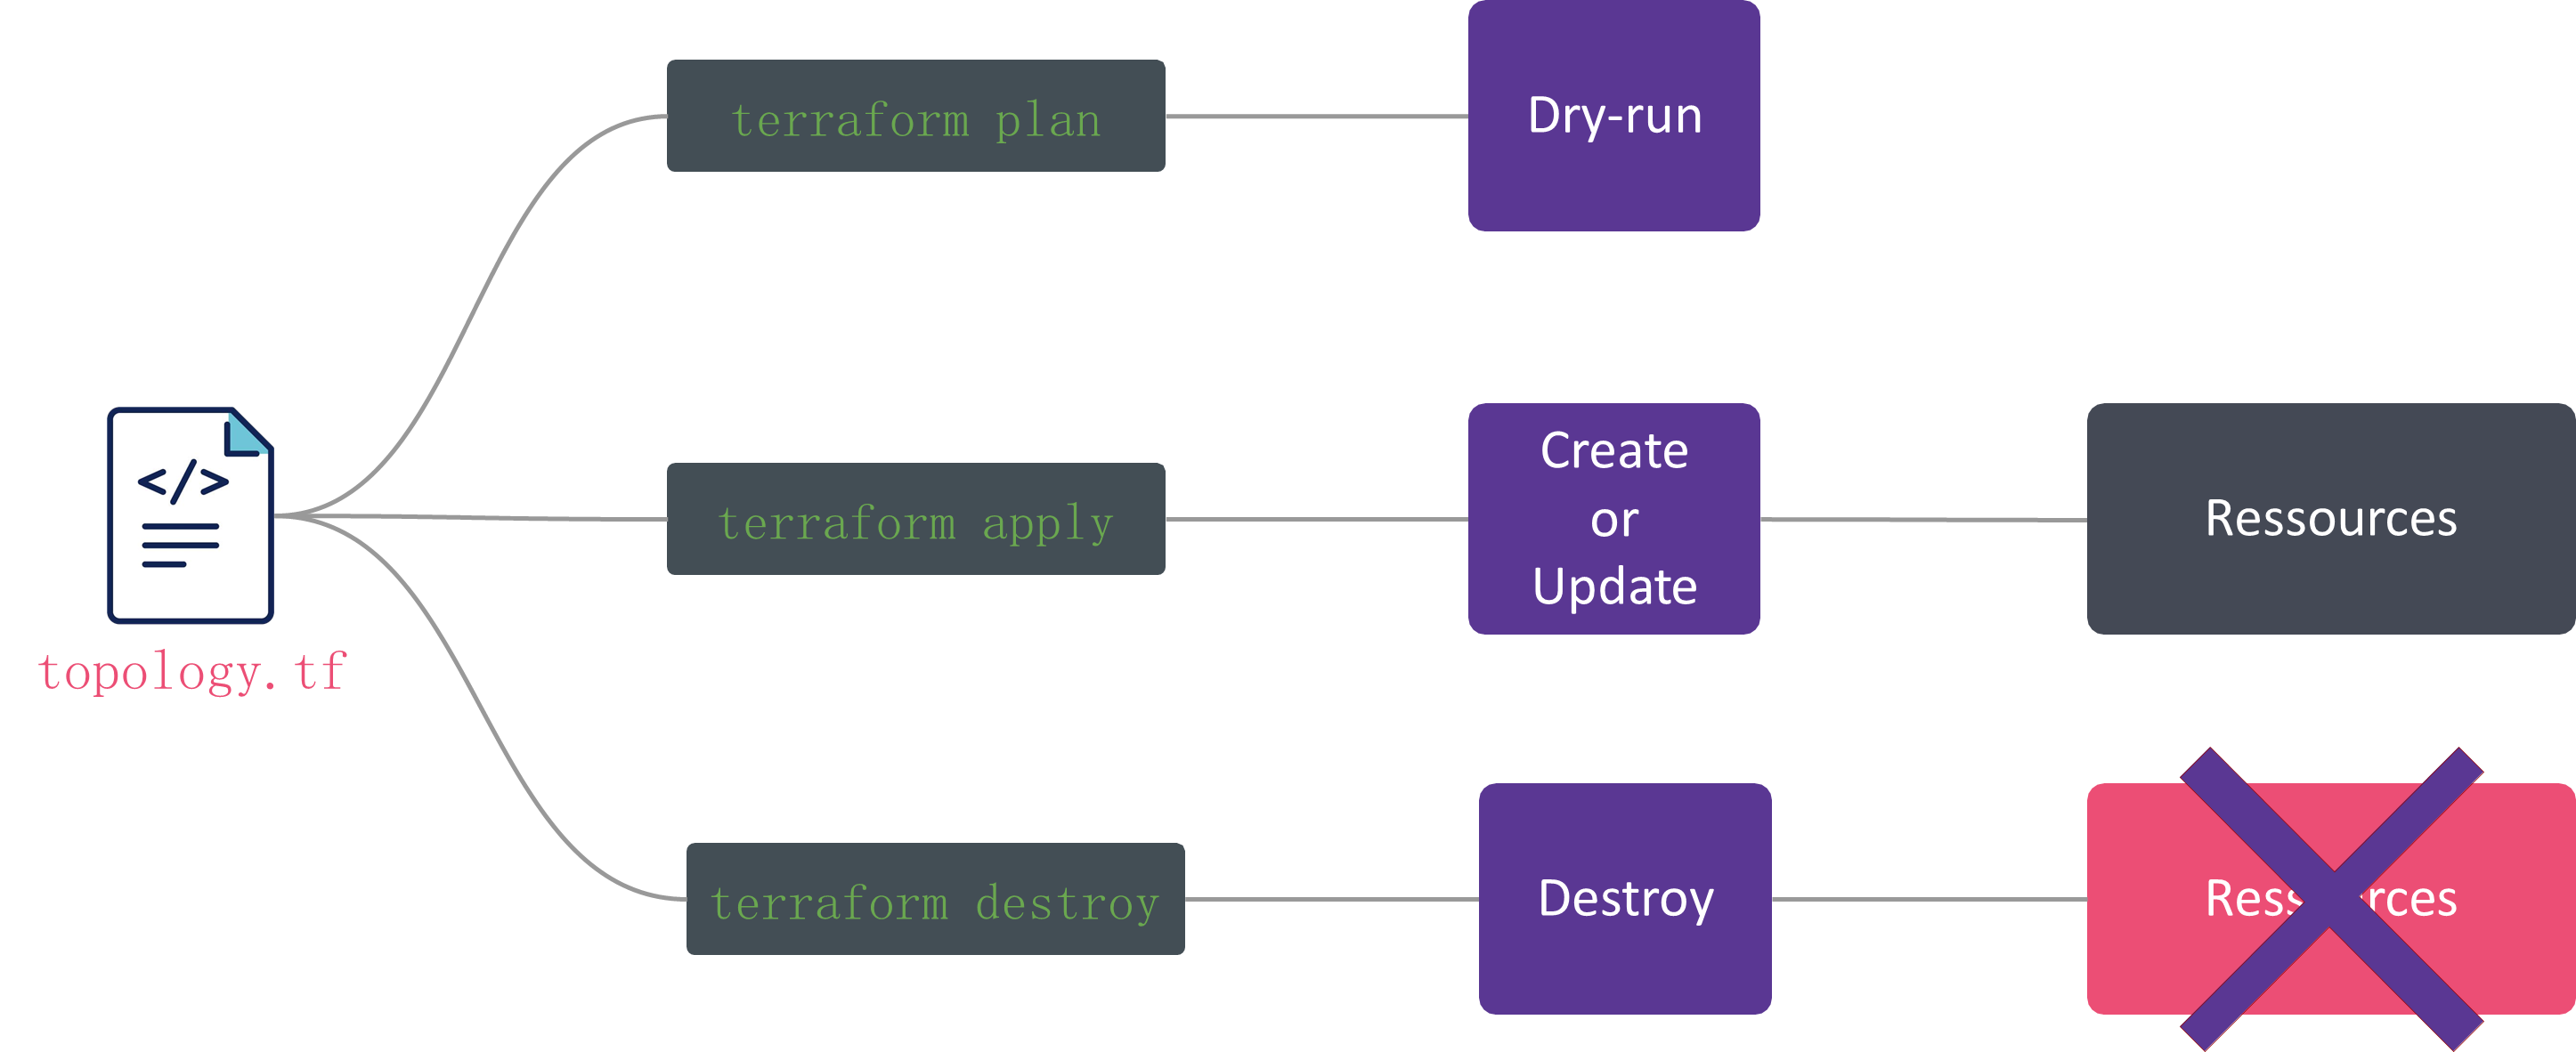 terraform plan
Dry-run
</>
terraform apply
Create
or
Update
Ressources
topology.tf
terraform destroy
Destroy